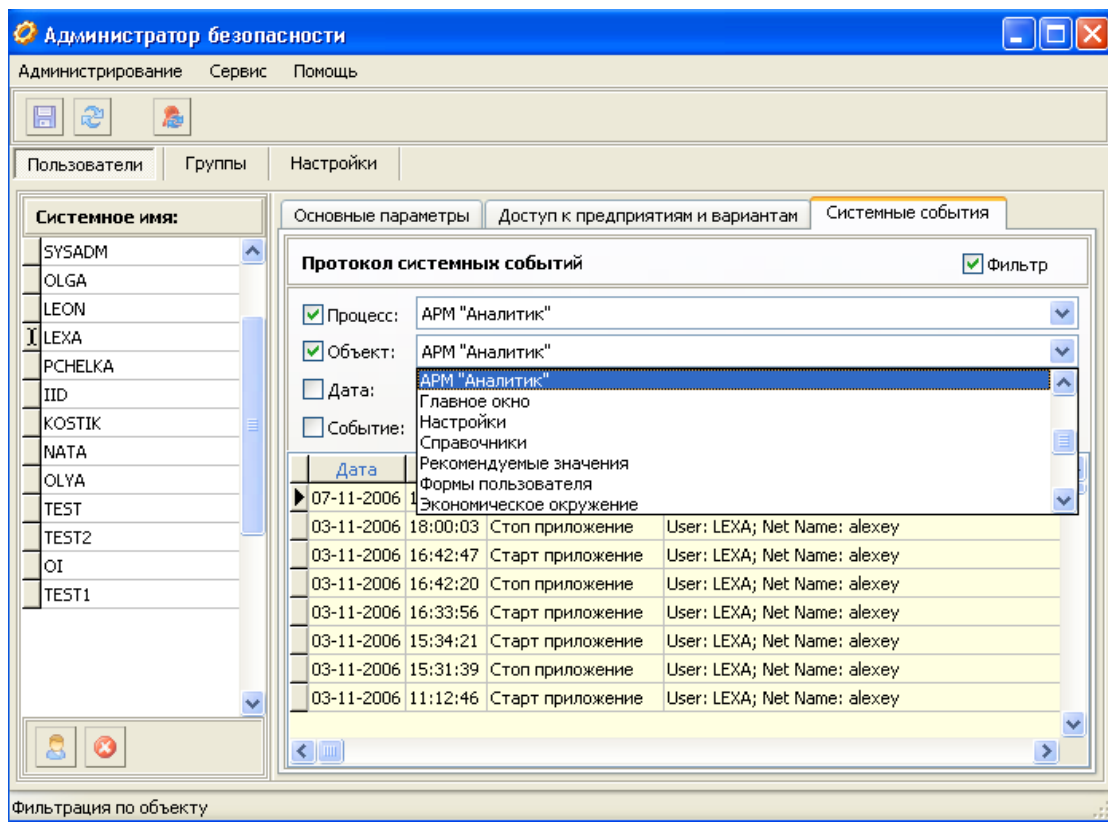 Администратор безопасности
Администрирование Сервис Помощь
Пользователи Группы Настройки
Системное имя:
SYSADM
OLGA
LEON
LEXA
PCHELKA
IID
KOSTIK
NATA
OLYA
TEST
TEST2
OI
TEST1
Основные параметры Доступ к предприятиям и вариантам Системные события
Протокол системных событий Фильтр
Процесс: АРМ "Аналитик"
Объект: АРМ "Аналитик"
Дата:
Событие:
АРМ "Аналитик"
Главное окно
Настройки
Справочники
Рекомендуемые значения
Формы пользователя
Экономическое окружение
Дата
07-11-2006
03-11-2006 18:00:03 Стоп приложение User: LEXA; Net Name: alexey
03-11-2006 16:42:47 Старт приложение User: LEXA; Net Name: alexey
03-11-2006 16:42:20 Стоп приложение User: LEXA; Net Name: alexey
03-11-2006 16:33:56 Старт приложение User: LEXA; Net Name: alexey
03-11-2006 15:34:21 Старт приложение User: LEXA; Net Name: alexey
03-11-2006 15:31:39 Стоп приложение User: LEXA; Net Name: alexey
03-11-2006 11:12:46 Старт приложение User: LEXA; Net Name: alexey
Фильтрация по объекту